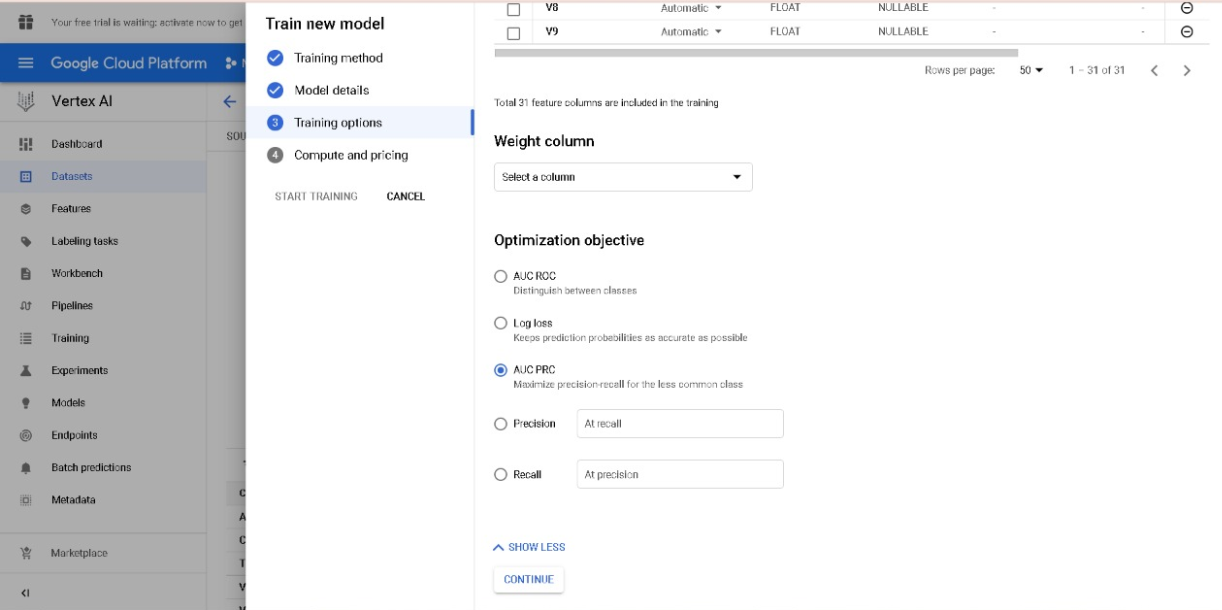 Your free trial is waiting: activate now to get
Google Cloud Platform
Vertex AI
SOU
Dashboard
Datasets
Features
Labeling tasks
Workbench
Pipelines
Training
Experiments
Models
Endpoints
Batch predictions
Metadata
Marketplace
Train new model
Training method
Model details
3 Training options
4 Compute and pricing
START TRAINING CANCEL
V8 Automatic FLOAT NULLABLE - -
V9 Automatic FLOAT NULLABLE - -
Rows per page: 50 1 – 31 of 31
Total 31 feature columns are included in the training
Weight column
Select a column
Optimization objective
AUC ROC
Distinguish between classes
Log loss
Keeps prediction probabilities as accurate as possible
AUC PRC
Maximize precision-recall for the less common class
Precision At recall
Recall At precision
SHOW LESS
CONTINUE